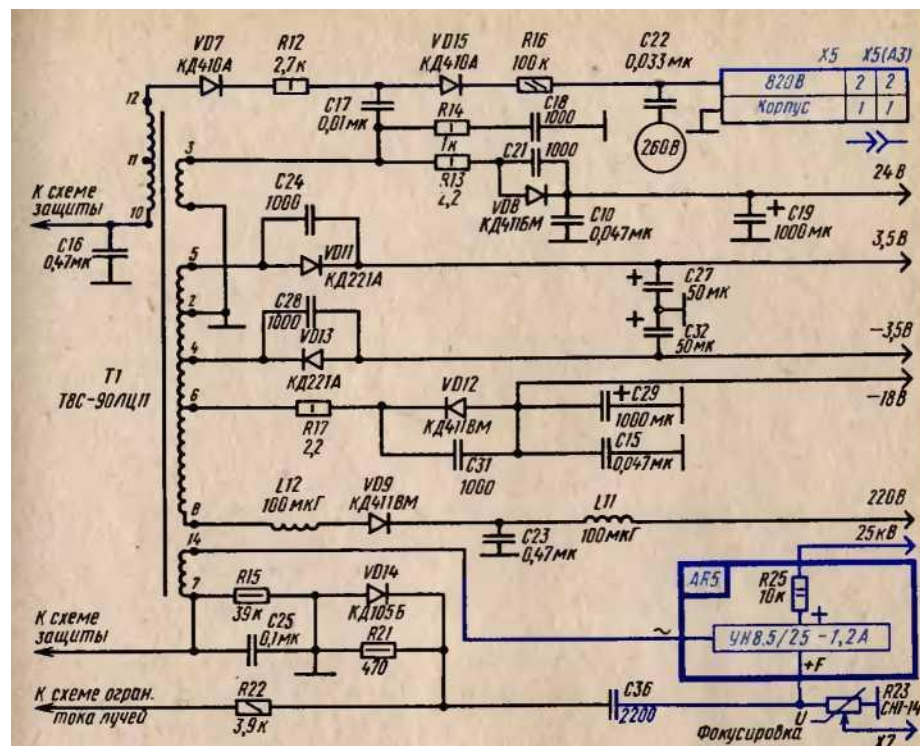 VD7
КД410А
R12
2,7к
VD15
КД410А
R16
100к
C22
0,033мк
X5 X5(А3)
820В 2 2
Корпус 1 1
12
C17
0,01мк
R14
1к
C18
1000
260В
11
3
R13
2,2
C21
1000
24В
К схеме
защиты
10
C24
1000
VD8
КД411БМ
C10
0,047мк
+ C19
1000мк
C16
0,47мк
5
VD11
КД221А
3,5В
+ C27
50мк
2
C28
1000
+ C32
50мк
4
VD13
КД221А
−3,5В
Т1
ТВС-90ЛЦП
6
R17
2,2
VD12
КД411ВМ
+ C29
1000мк
−18В
C31
1000
C15
0,047мк
8
L12
100мкГ
VD9
КД411ВМ
L11
100мкГ
220В
C23
0,47мк
25кВ
14
AR5
R25
10к
+
7
R15
39к
VD14
КД105Б
C25
0,1мк
R21
470
~
УН8.5/25 -1,2А
+F
К схеме
защиты
К схеме огран.
тока лучей
R22
3,9к
C36
2200
U
R23
СНП-14
Фокусировка
X7